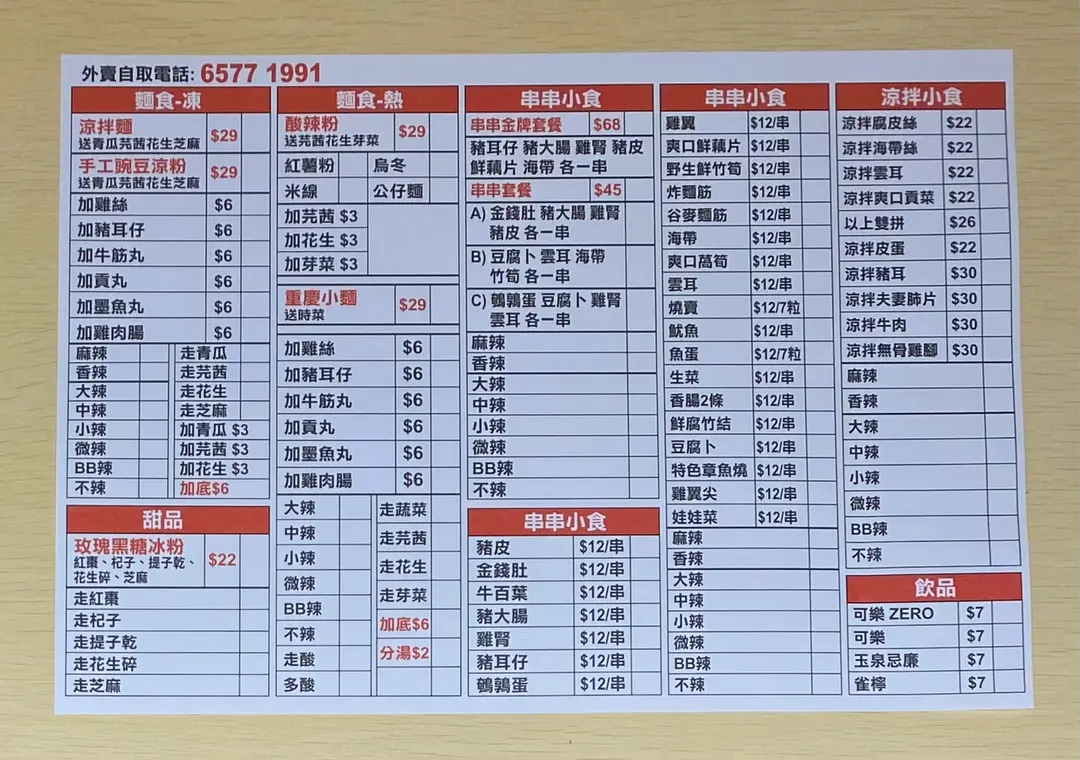 外賣自取電話: 6577 1991
麵食-凍
涼拌麵 $29
送青瓜芫茜花生芝麻
手工豌豆涼粉 $29
送青瓜芫茜花生芝麻
加雞絲 $6
加豬耳仔 $6
加牛筋丸 $6
加貢丸 $6
加墨魚丸 $6
加雞肉腸 $6
麻辣 走青瓜
香辣 走芫茜
大辣 走花生
中辣 走芝麻
小辣 加青瓜 $3
微辣 加芫茜 $3
BB辣 加花生 $3
不辣 加底$6
甜品
玫瑰黑糖冰粉 $22
紅棗、杞子、提子乾、
花生碎、芝麻
走紅棗
走杞子
走提子乾
走花生碎
走芝麻
麵食-熱
酸辣粉 $29
送芫茜花生芽菜
紅薯粉 烏冬
米線 公仔麵
加芫茜 $3
加花生 $3
加芽菜 $3
重慶小麵 $29
送時菜
加雞絲 $6
加豬耳仔 $6
加牛筋丸 $6
加貢丸 $6
加墨魚丸 $6
加雞肉腸 $6
大辣 走蔬菜
中辣 走芫茜
小辣 走花生
微辣 走芽菜
BB辣 加底$6
不辣 分湯$2
走酸
多酸
串串小食
串串金牌套餐 $68
豬耳仔 豬大腸 雞腎 豬皮
鮮藕片 海帶 各一串
串串套餐 $45
A) 金錢肚 豬大腸 雞腎
豬皮 各一串
B) 豆腐卜 雲耳 海帶
竹筍 各一串
C) 鵪鶉蛋 豆腐卜 雞腎
雲耳 各一串
麻辣
香辣
大辣
中辣
小辣
微辣
BB辣
不辣
串串小食
豬皮 $12/串
金錢肚 $12/串
牛百葉 $12/串
豬大腸 $12/串
雞腎 $12/串
豬耳仔 $12/串
鵪鶉蛋 $12/串
串串小食
雞翼 $12/串
爽口鮮藕片 $12/串
野生鮮竹筍 $12/串
炸麵筋 $12/串
谷麥麵筋 $12/串
海帶 $12/串
爽口萵筍 $12/串
雲耳 $12/串
燒賣 $12/7粒
魷魚 $12/串
魚蛋 $12/7粒
生菜 $12/串
香腸2條 $12/串
鮮腐竹結 $12/串
豆腐卜 $12/串
特色章魚燒 $12/串
雞翼尖 $12/串
娃娃菜 $12/串
麻辣
香辣
大辣
中辣
小辣
微辣
BB辣
不辣
涼拌小食
涼拌腐皮絲 $22
涼拌海帶絲 $22
涼拌雲耳 $22
涼拌爽口貢菜 $22
以上雙拼 $26
涼拌皮蛋 $22
涼拌豬耳 $30
涼拌夫妻肺片 $30
涼拌牛肉 $30
涼拌無骨雞腳 $30
麻辣
香辣
大辣
中辣
小辣
微辣
BB辣
不辣
飲品
可樂 ZERO $7
可樂 $7
玉泉忌廉 $7
雀檸 $7